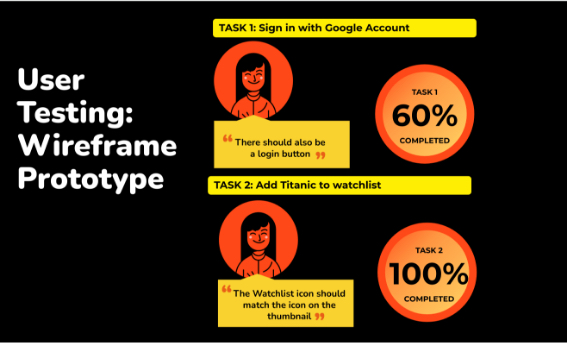 User
Testing:
Wireframe
Prototype
TASK 1: Sign in with Google Account
“ There should also be
a login button ”
TASK 1
60%
COMPLETED
TASK 2: Add Titanic to watchlist
“ The Watchlist icon should
match the icon on the
thumbnail ”
TASK 2
100%
COMPLETED